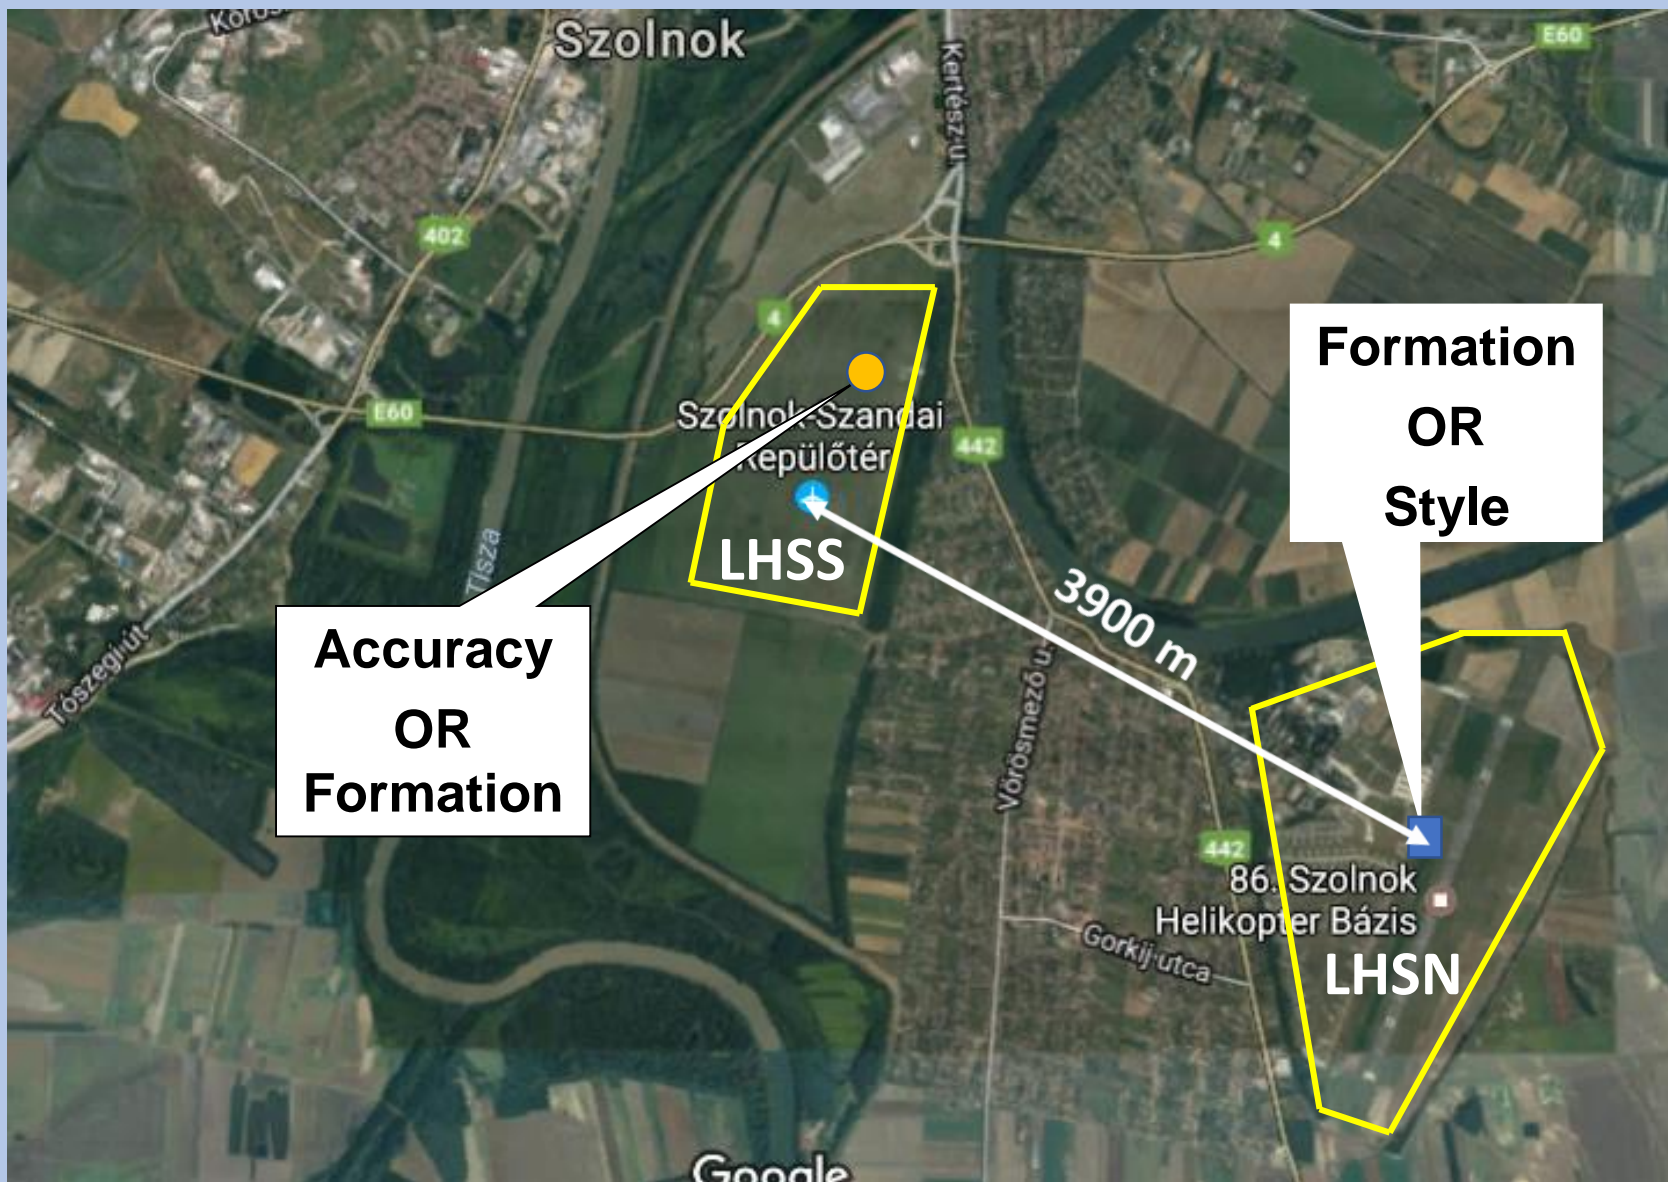 Szolnok
Kertész u.
E60
402
4
4
E60
Szolnok-Szandai
Repülőtér
442
Formation
OR
Style
LHSS
Tisza
3900 m
Accuracy
OR
Formation
Tószegi út
Vörösmező u.
442
86. Szolnok
Helikopter Bázis
Gorkij utca
LHSN
Google